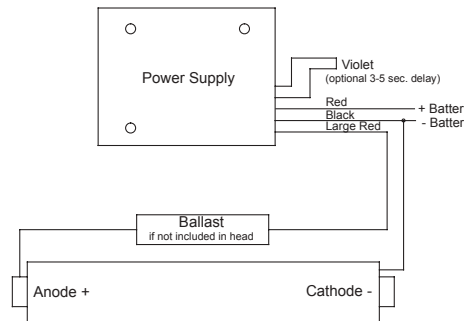 Power Supply
Violet
(optional 3-5 sec. delay)
Red
+ Batter
Black
- Batter
Large Red
Ballast
if not included in head
Anode +
Cathode -